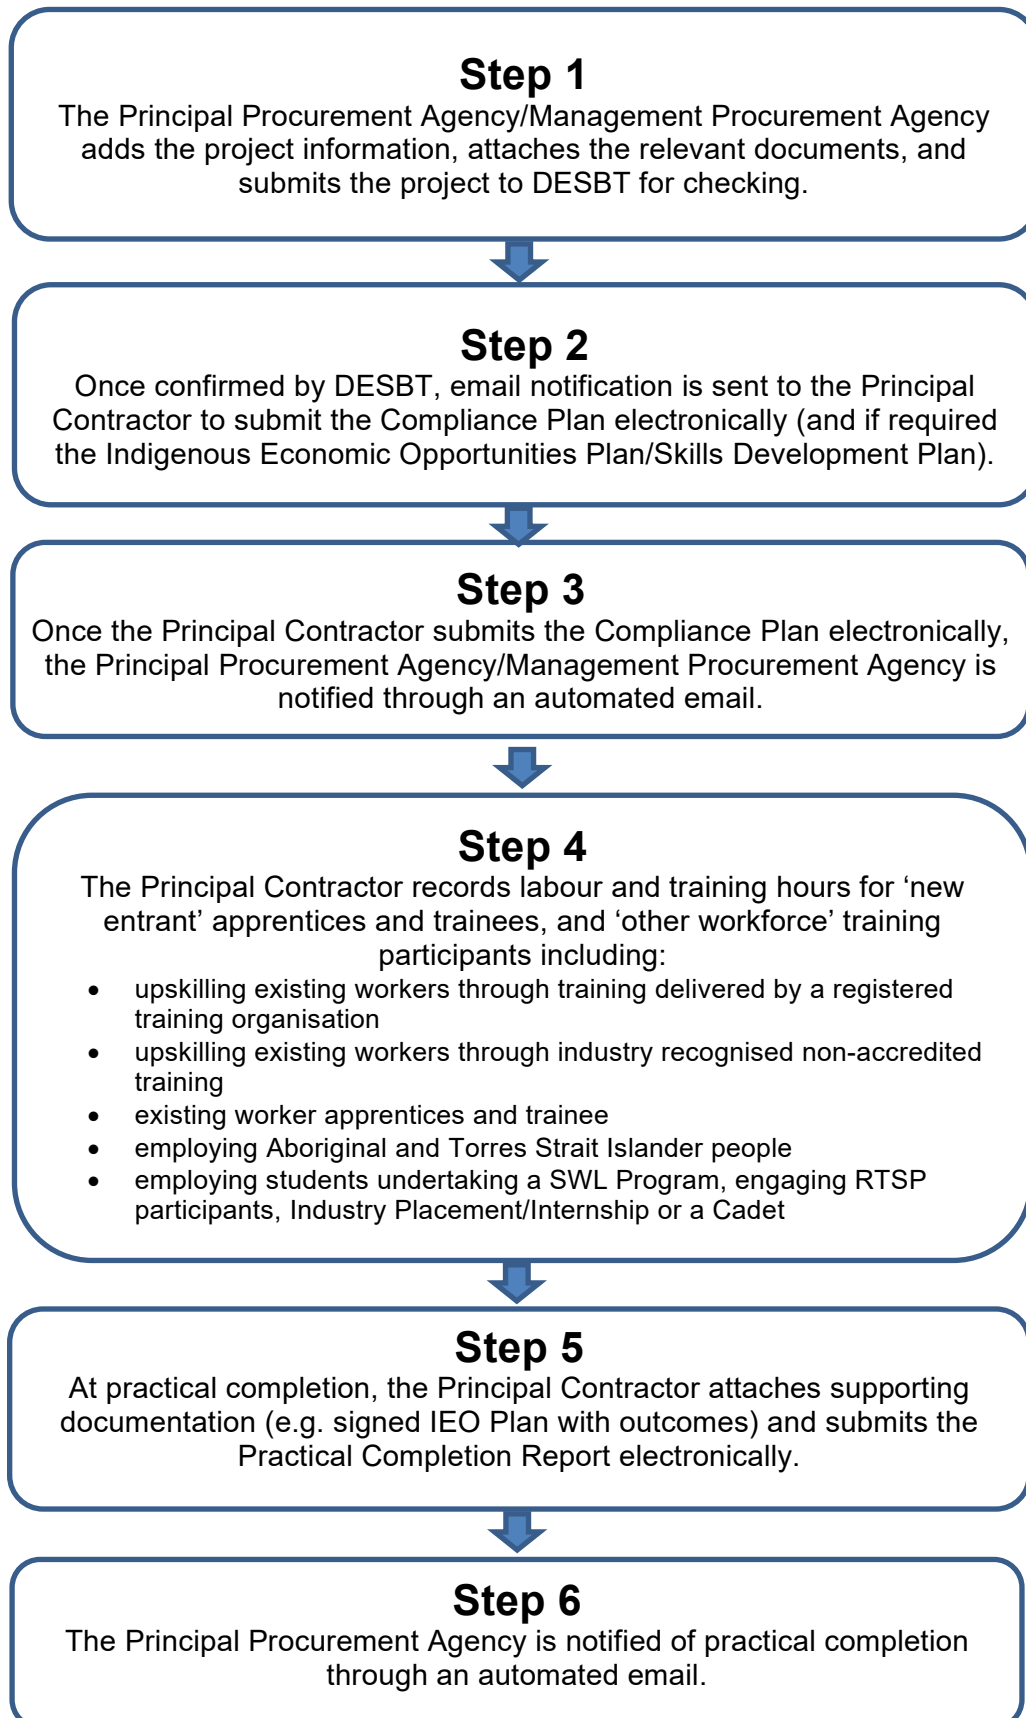 Step 1
The Principal Procurement Agency/Management Procurement Agency
adds the project information, attaches the relevant documents, and
submits the project to DESBT for checking.
Step 2
Once confirmed by DESBT, email notification is sent to the Principal
Contractor to submit the Compliance Plan electronically (and if required
the Indigenous Economic Opportunities Plan/Skills Development Plan).
Step 3
Once the Principal Contractor submits the Compliance Plan electronically,
the Principal Procurement Agency/Management Procurement Agency is
notified through an automated email.
Step 4
The Principal Contractor records labour and training hours for ‘new
entrant’ apprentices and trainees, and ‘other workforce’ training
participants including:
• upskilling existing workers through training delivered by a registered
training organisation
• upskilling existing workers through industry recognised non-accredited
training
• existing worker apprentices and trainee
• employing Aboriginal and Torres Strait Islander people
• employing students undertaking a SWL Program, engaging RTSP
participants, Industry Placement/Internship or a Cadet
Step 5
At practical completion, the Principal Contractor attaches supporting
documentation (e.g. signed IEO Plan with outcomes) and submits the
Practical Completion Report electronically.
Step 6
The Principal Procurement Agency is notified of practical completion
through an automated email.